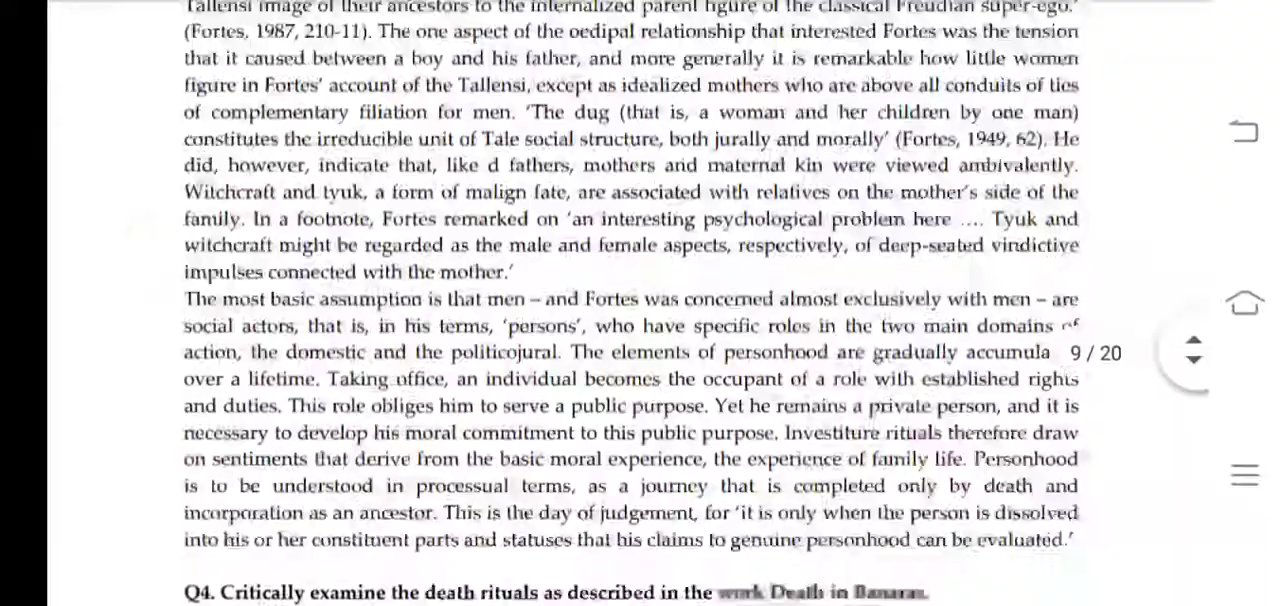 Tallensi image of their ancestors to the internalized parent figure of the classical Freudian super-ego.'
(Fortes, 1987, 210-11). The one aspect of the oedipal relationship that interested Fortes was the tension
that it caused between a boy and his father, and more generally it is remarkable how little women
figure in Fortes' account of the Tallensi, except as idealized mothers who are above all conduits of ties
of complementary filiation for men. 'The dug (that is, a woman and her children by one man)
constitutes the irreducible unit of Tale social structure, both jurally and morally' (Fortes, 1949, 62). He
did, however, indicate that, like d fathers, mothers and maternal kin were viewed ambivalently.
Witchcraft and tyuk, a form of malign fate, are associated with relatives on the mother's side of the
family. In a footnote, Fortes remarked on 'an interesting psychological problem here .... Tyuk and
witchcraft might be regarded as the male and female aspects, respectively, of deep-seated vindictive
impulses connected with the mother.'
The most basic assumption is that men – and Fortes was concerned almost exclusively with men – are
social actors, that is, in his terms, 'persons', who have specific roles in the two main domains of
action, the domestic and the politicojural. The elements of personhood are gradually accumula 9 / 20
over a lifetime. Taking office, an individual becomes the occupant of a role with established rights
and duties. This role obliges him to serve a public purpose. Yet he remains a private person, and it is
necessary to develop his moral commitment to this public purpose. Investiture rituals therefore draw
on sentiments that derive from the basic moral experience, the experience of family life. Personhood
is to be understood in processual terms, as a journey that is completed only by death and
incorporation as an ancestor. This is the day of judgement, for 'it is only when the person is dissolved
into his or her constituent parts and statuses that his claims to genuine personhood can be evaluated.'
Q4. Critically examine the death rituals as described in the work Death in Banaras.